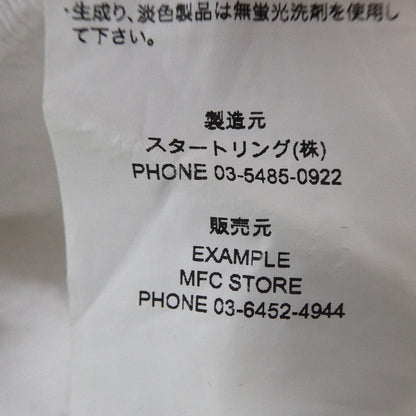 ・生成り、淡色製品は無蛍光洗剤を使用し
て下さい。
製造元
スタートリング(株)
PHONE 03-5485-0922
販売元
EXAMPLE
MFC STORE
PHONE 03-6452-4944